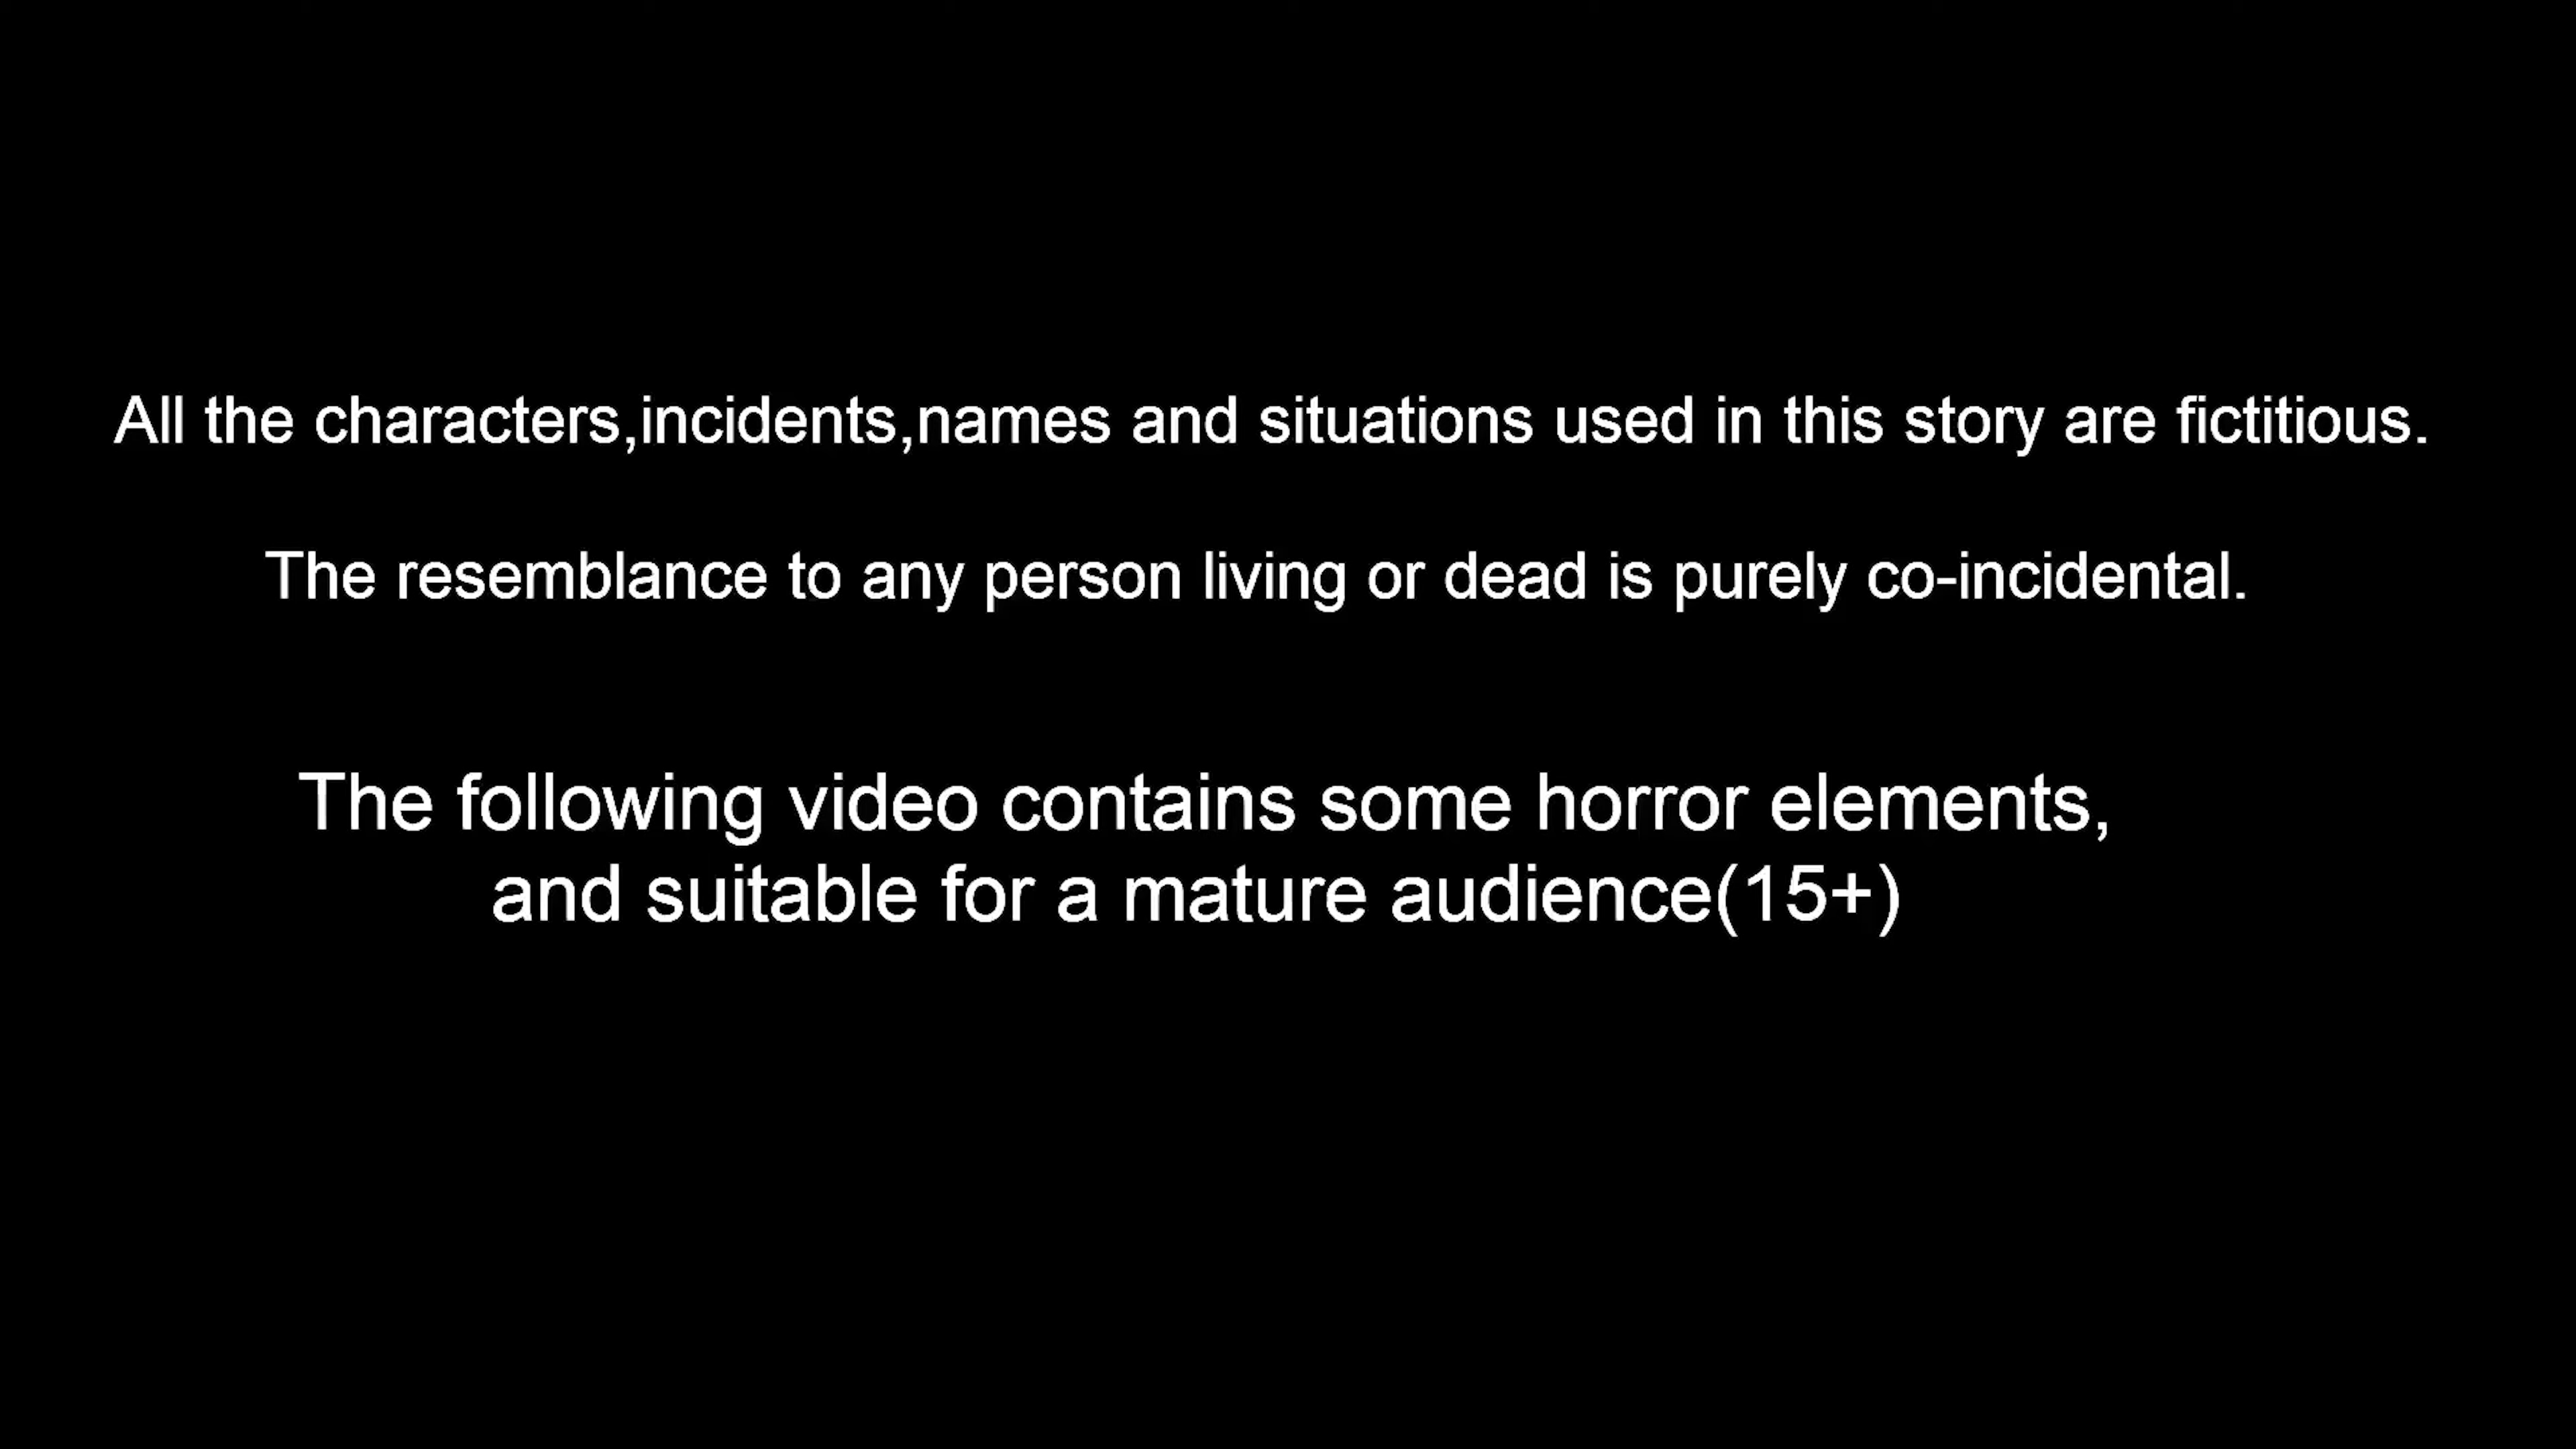 All the characters,incidents,names and situations used in this story are fictitious.
The resemblance to any person living or dead is purely co-incidental.
The following video contains some horror elements,
and suitable for a mature audience(15+)